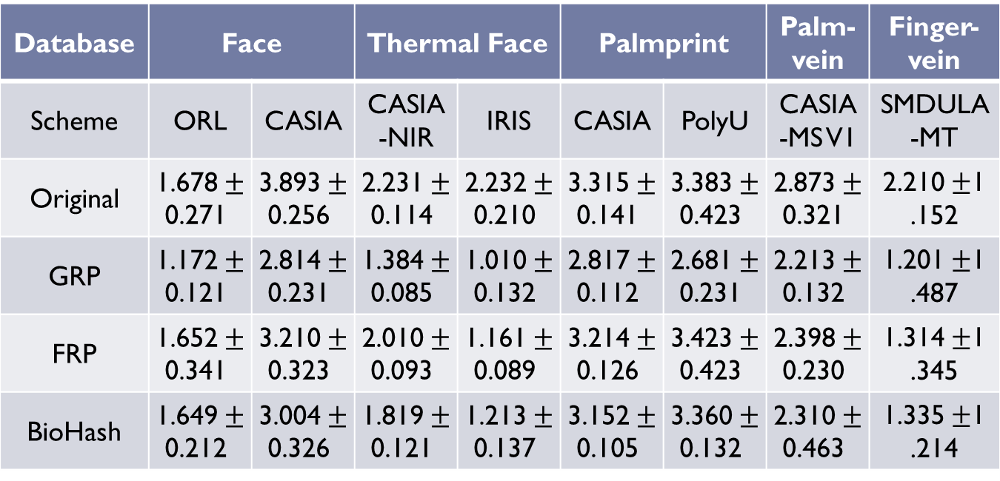 Database Face Thermal Face Palmprint Palm-vein Finger-vein
Scheme ORL CASIA CASIA-NIR IRIS CASIA PolyU CASIA-MSV1 SMDULA-MT
Original 1.678 ± 0.271 3.893 ± 0.256 2.231 ± 0.114 2.232 ± 0.210 3.315 ± 0.141 3.383 ± 0.423 2.873 ± 0.321 2.210 ±1.152
GRP 1.172 ± 0.121 2.814 ± 0.231 1.384 ± 0.085 1.010 ± 0.132 2.817 ± 0.112 2.681 ± 0.231 2.213 ± 0.132 1.201 ±1.487
FRP 1.652 ± 0.341 3.210 ± 0.323 2.010 ± 0.093 1.161 ± 0.089 3.214 ± 0.126 3.423 ± 0.423 2.398 ± 0.230 1.314 ±1.345
BioHash 1.649 ± 0.212 3.004 ± 0.326 1.819 ± 0.121 1.213 ± 0.137 3.152 ± 0.105 3.360 ± 0.132 2.310 ± 0.463 1.335 ±1.214